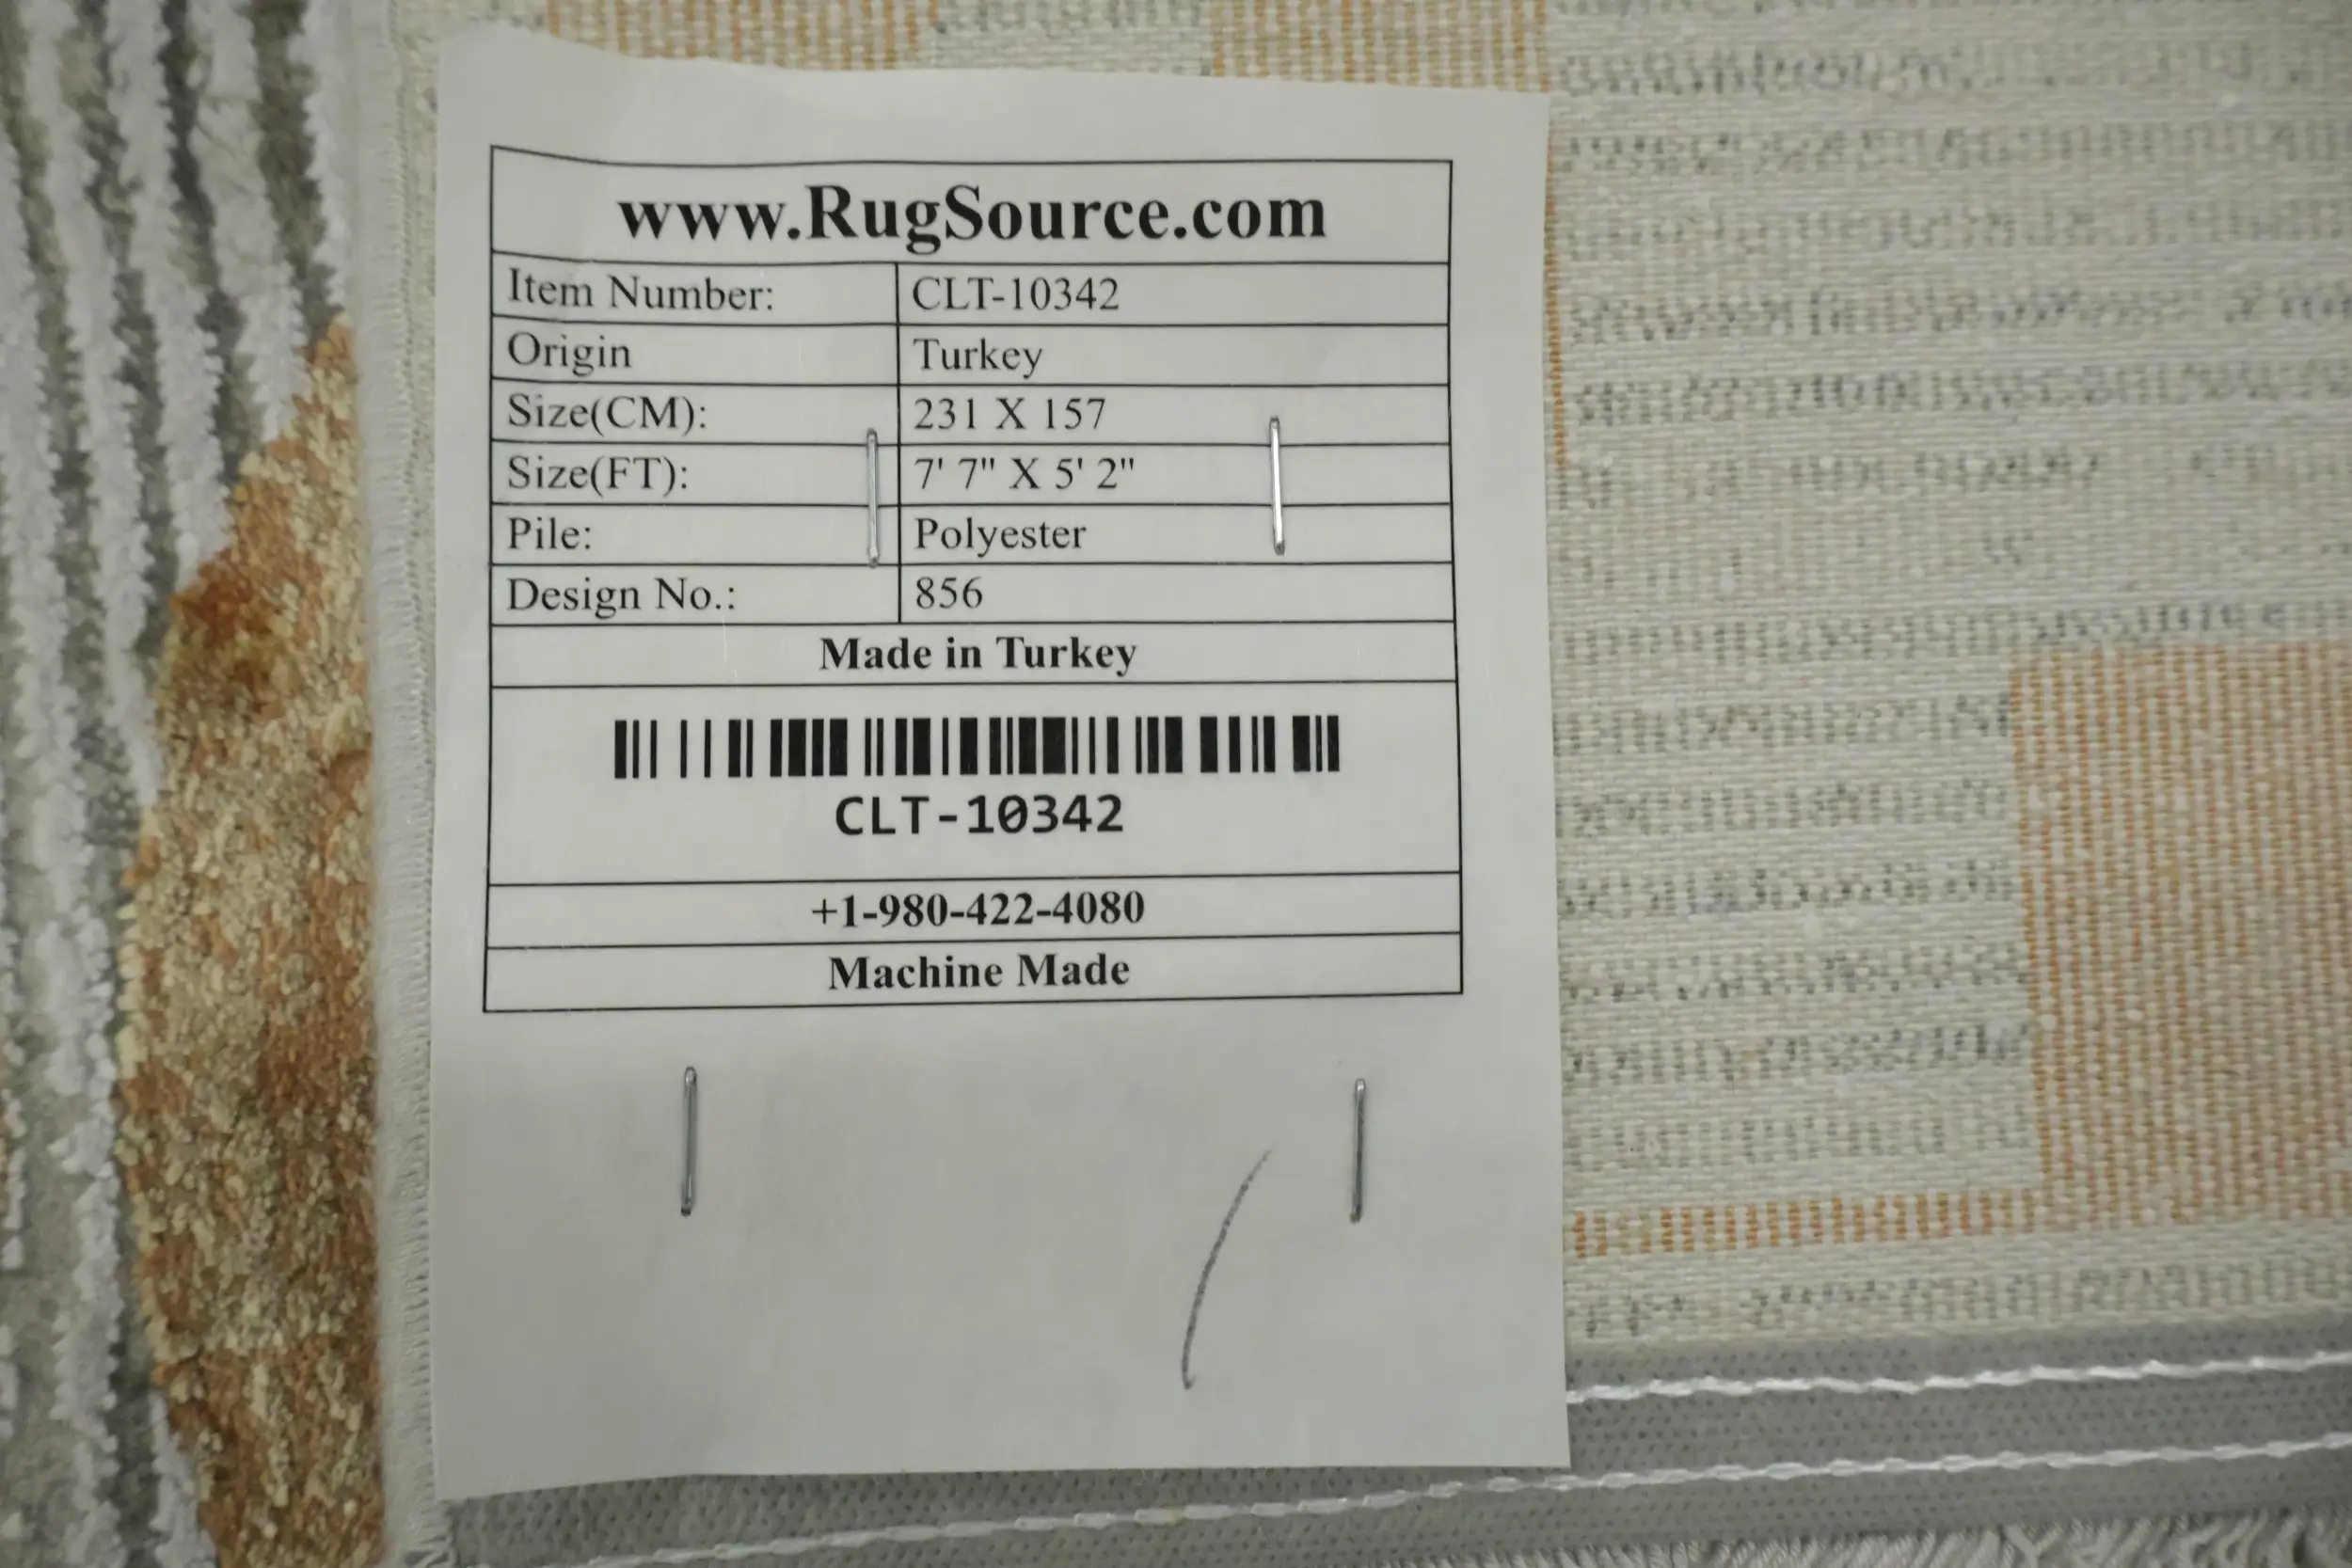 www.RugSource.com
Item Number: CLT-10342
Origin Turkey
Size(CM): 231 X 157
Size(FT): 7' 7" X 5' 2"
Pile: Polyester
Design No.: 856
Made in Turkey
CLT-10342
+1-980-422-4080
Machine Made